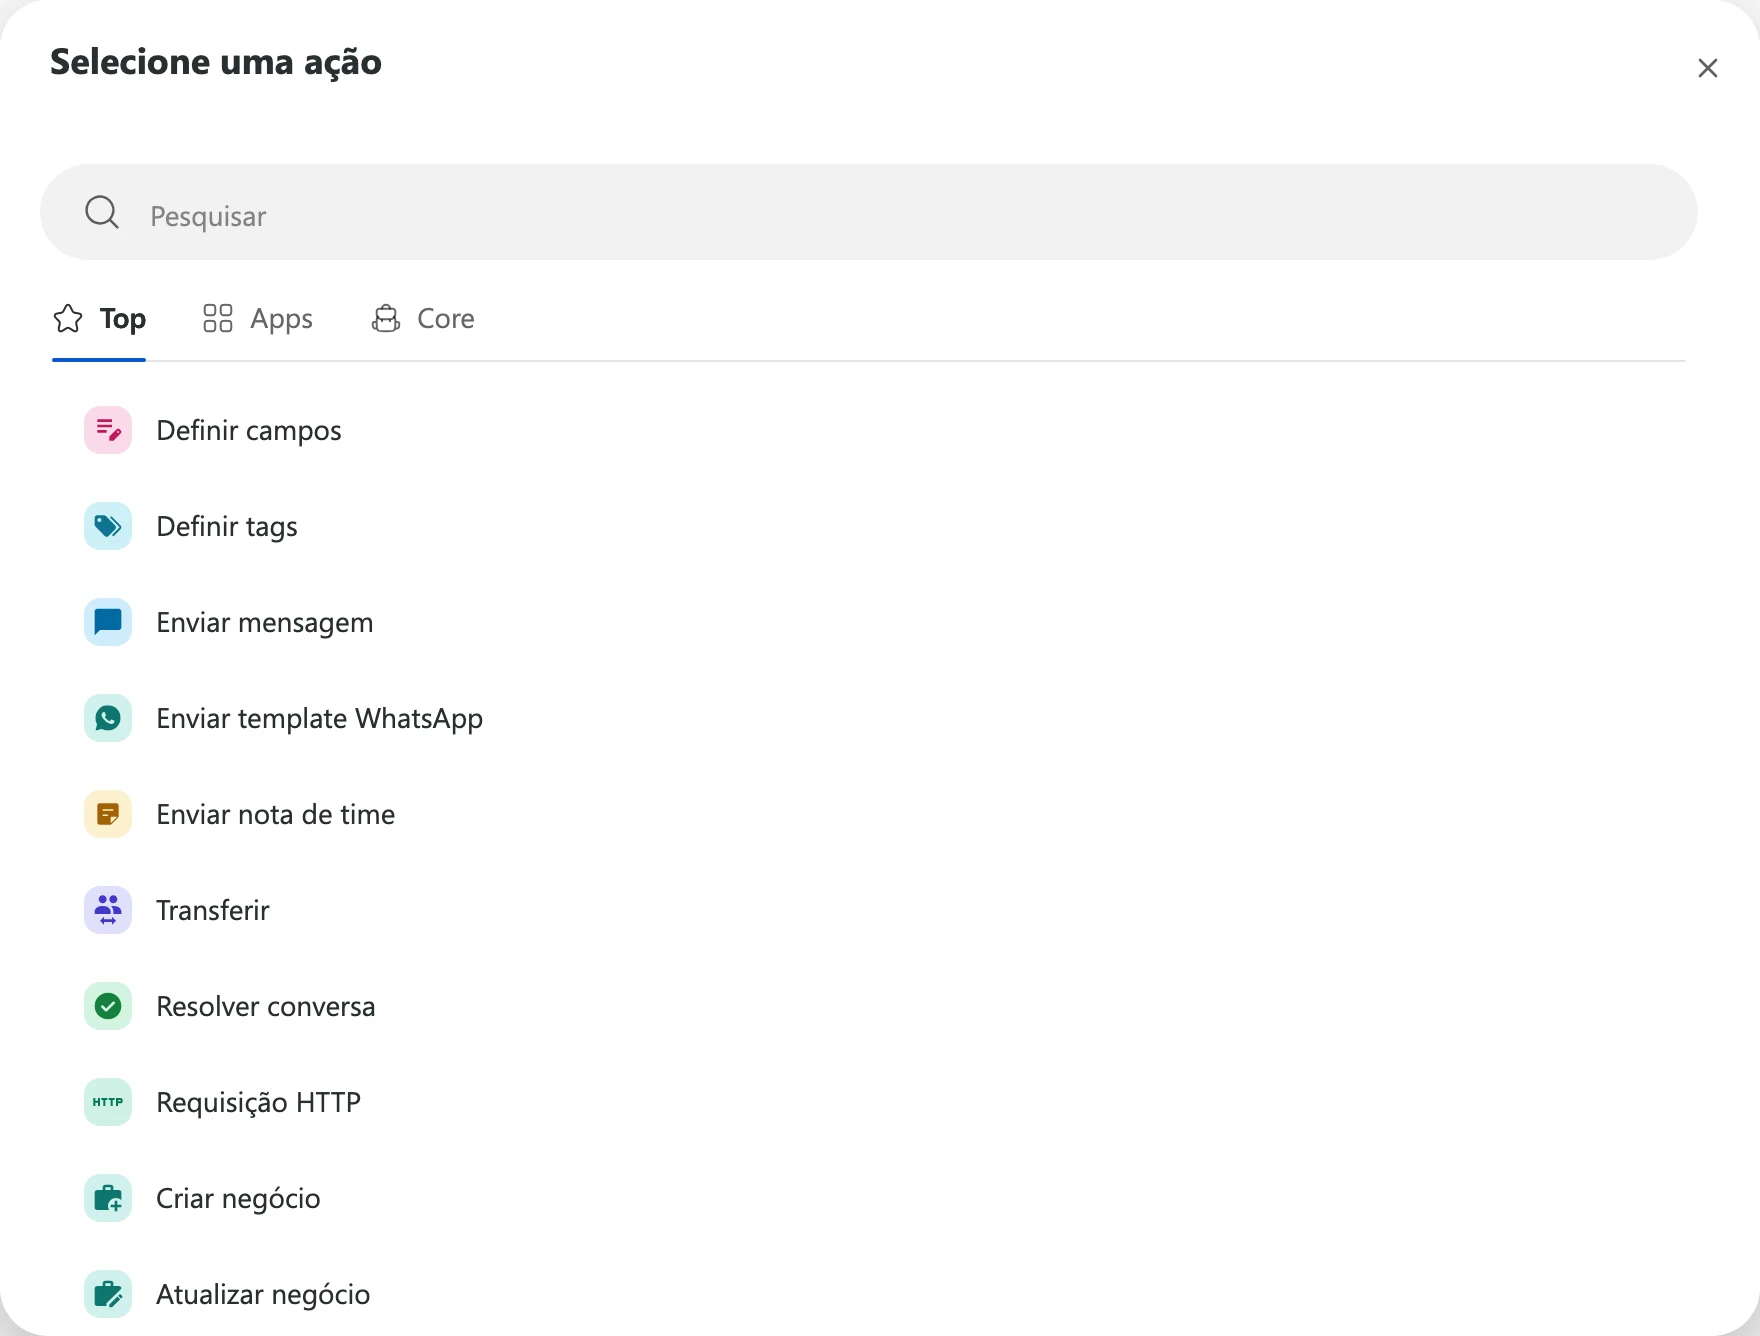 Selecione uma ação
Pesquisar
Top
Apps
Core
Definir campos
Definir tags
Enviar mensagem
Enviar template WhatsApp
Enviar nota de time
Transferir
Resolver conversa
HTTP
Requisição HTTP
Criar negócio
Atualizar negócio